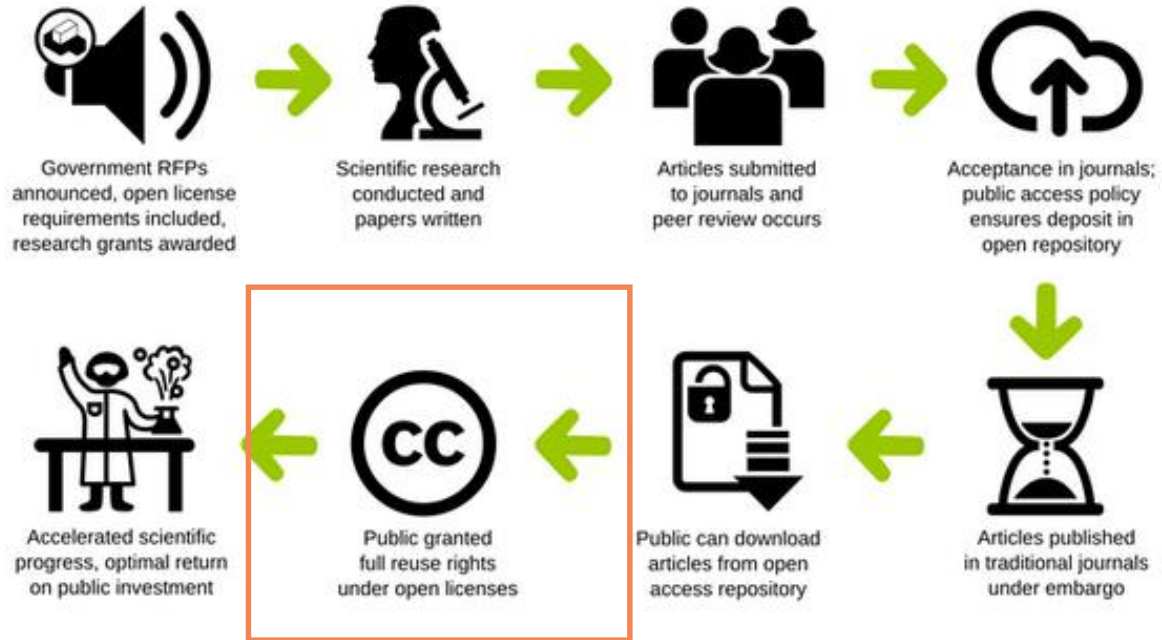 Government RFPs
announced, open license
requirements included,
research grants awarded
Scientific research
conducted and
papers written
Articles submitted
to journals and
peer review occurs
Acceptance in journals;
public access policy
ensures deposit in
open repository
Articles published
in traditional journals
under embargo
Public can download
articles from open
access repository
CC
Public granted
full reuse rights
under open licenses
Accelerated scientific
progress, optimal return
on public investment